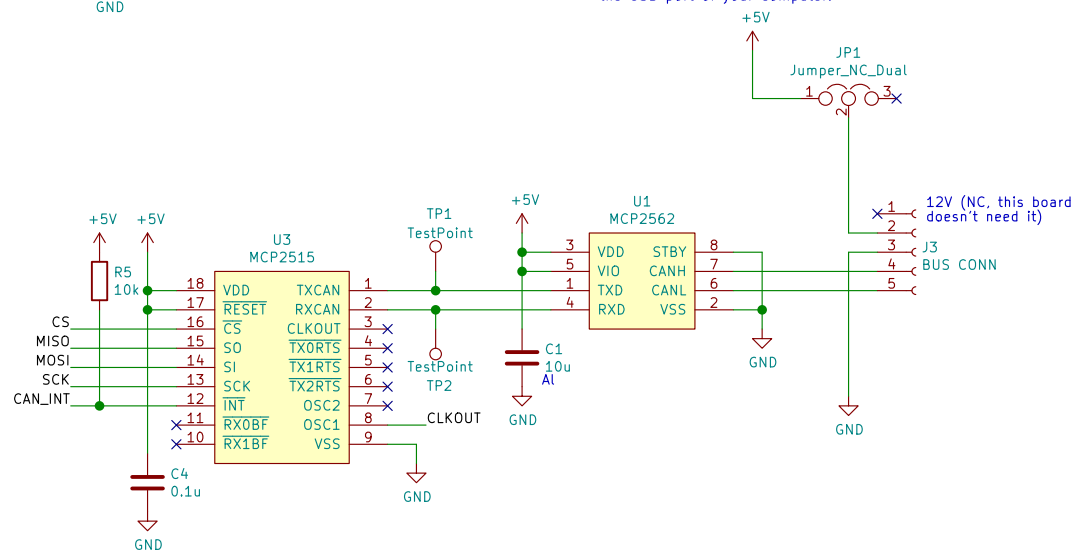 GND
+5V
JP1
Jumper_NC_Dual
1
2
3
+5V
+5V
R5
10k
U3
MCP2515
18 VDD TXCAN 1
17 RESET RXCAN 2
16 CS CLKOUT 3
15 SO TX0RTS 4
14 SI TX1RTS 5
13 SCK TX2RTS 6
12 INT OSC2 7
11 RX0BF OSC1 8
10 RX1BF VSS 9
CS
MISO
MOSI
SCK
CAN_INT
CLKOUT
GND
C4
0.1u
GND
TP1
TestPoint
TestPoint
TP2
+5V
C1
10u
Al
GND
U1
MCP2562
3 VDD STBY 8
5 VIO CANH 7
1 TXD CANL 6
4 RXD VSS 2
GND
1
2
3
4
5
12V (NC, this board
doesn't need it)
J3
BUS CONN
GND